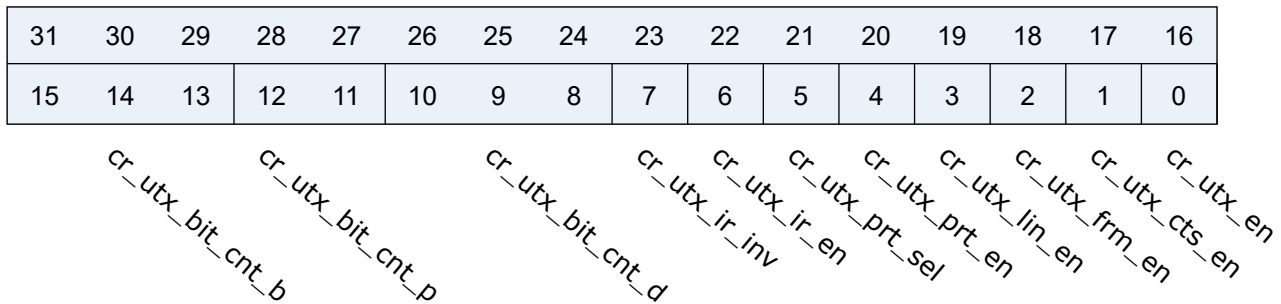 31 30 29 28 27 26 25 24 23 22 21 20 19 18 17 16
15 14 13 12 11 10 9 8 7 6 5 4 3 2 1 0
cr_utx_bit_cnt_b
cr_utx_bit_cnt_p
cr_utx_bit_cnt_d
cr_utx_ir_inv
cr_utx_ir_en
cr_utx_prt_sel
cr_utx_prt_en
cr_utx_lin_en
cr_utx_frm_en
cr_utx_cts_en
cr_utx_en